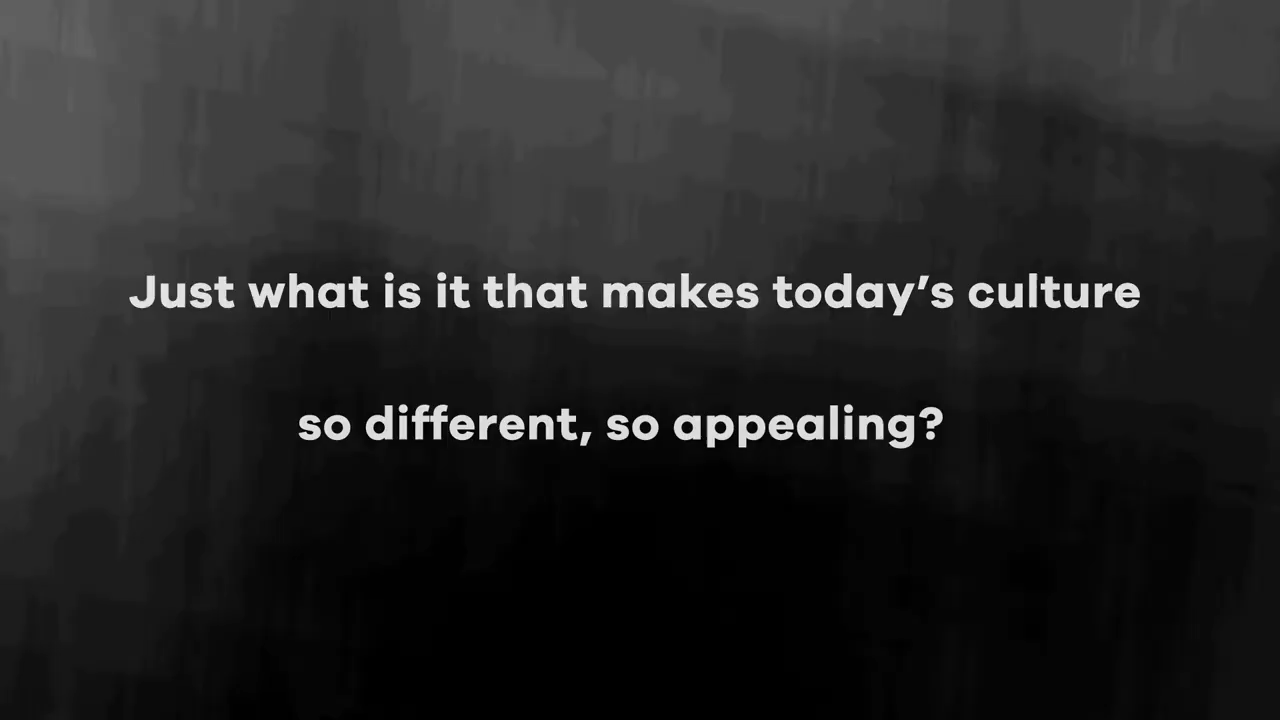 Just what is it that makes today’s culture
so different, so appealing?